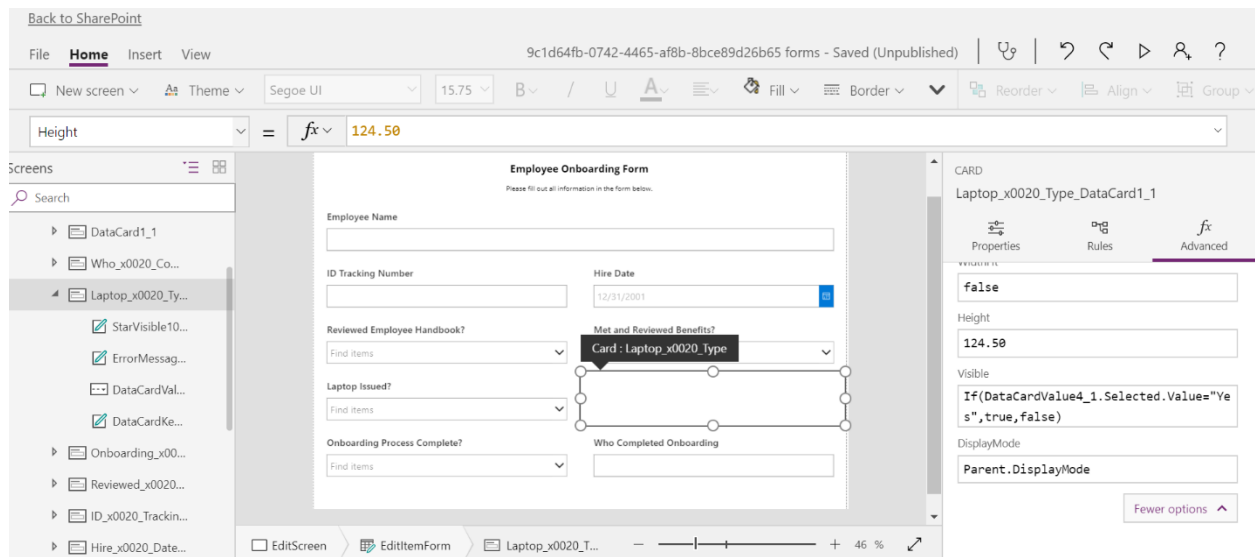 Back to SharePoint
File Home Insert View 9c1d64fb-0742-4465-af8b-8bce89d26b65 forms - Saved (Unpublished) ?
New screen Theme Segoe UI 15.75 B / U A Fill Border Reorder Align Group
Height = fx 124.50
Screens
Search
DataCard1_1
Who_x0020_Co...
Laptop_x0020_Ty...
StarVisible10...
ErrorMessag...
DataCardVal...
DataCardKe...
Onboarding_x00...
Reviewed_x0020...
ID_x0020_Trackin...
Hire_x0020_Date...
Employee Onboarding Form
Please fill out all information in the form below.
Employee Name
ID Tracking Number Hire Date
12/31/2001
Reviewed Employee Handbook? Met and Reviewed Benefits?
Find items
Card : Laptop_x0020_Type
Laptop Issued?
Find items
Onboarding Process Complete? Who Completed Onboarding
Find items
EditScreen EditItemForm Laptop_x0020_T... − + 46 %
CARD
Laptop_x0020_Type_DataCard1_1
Properties Rules fx Advanced
WidthFit
false
Height
124.50
Visible
If(DataCardValue4_1.Selected.Value="Ye
s",true,false)
DisplayMode
Parent.DisplayMode
Fewer options